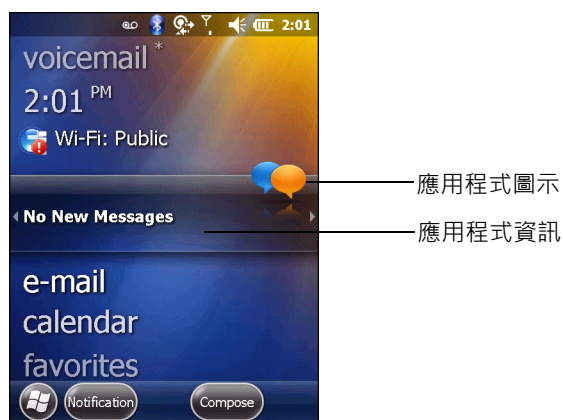 2:01
voicemail *
2:01 PM
Wi-Fi: Public
應用程式圖示
No New Messages
應用程式資訊
e-mail
calendar
favorites
Notification
Compose